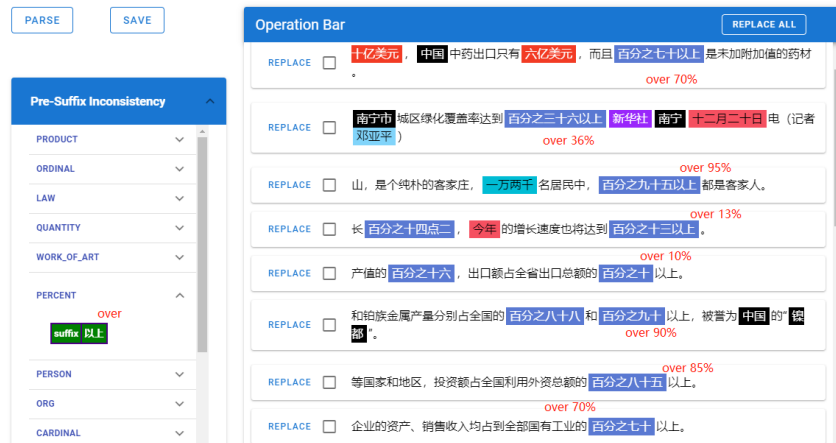 PARSE
SAVE
Operation Bar
REPLACE ALL
Pre-Suffix Inconsistency
PRODUCT
ORDINAL
LAW
QUANTITY
WORK_OF_ART
PERCENT
over
suffix 以上
PERSON
ORG
CARDINAL
REPLACE 十亿美元 ， 中国 中药出口只有 六亿美元 ，而且 百分之七十以上 是未加附加值的药材
。
over 70%
REPLACE 南宁市 城区绿化覆盖率达到 百分之三十六以上 新华社 南宁 十二月二十日 电（记者
邓亚平 ）
over 36%
over 95%
REPLACE 山，是个纯朴的客家庄， 一万两千 名居民中， 百分之九十五以上 都是客家人。
over 13%
REPLACE 长 百分之十四点二 ， 今年 的增长速度也将达到 百分之十三以上 。
over 10%
REPLACE 产值的 百分之十六 ，出口额占全省出口总额的 百分之十 以上。
REPLACE 和铂族金属产量分别占全国的 百分之八十八 和 百分之九十 以上，被誉为 中国 的“ 镍
都 ”。
over 90%
over 85%
REPLACE 等国家和地区，投资额占全国利用外资总额的 百分之八十五 以上。
over 70%
REPLACE 企业的资产、销售收入均占到全部国有工业的 百分之七十 以上。